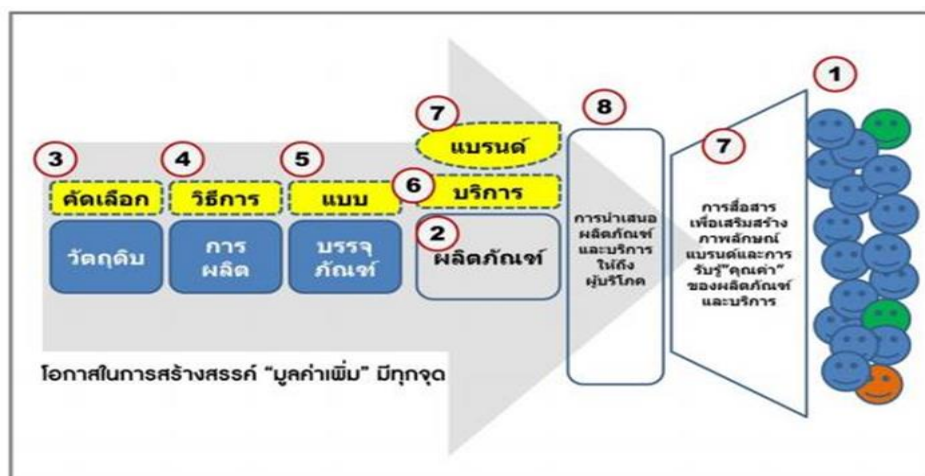 1
7
8
แบรนด์
3
4
5
6
7
คัดเลือก
วิธีการ
แบบ
บริการ
2
วัตถุดิบ
การ
ผลิต
บรรจุ
ภัณฑ์
ผลิตภัณฑ์
การนำเสนอ
ผลิตภัณฑ์
และบริการ
ให้ถึง
ผู้บริโภค
การสื่อสาร
เพื่อเสริมสร้าง
ภาพลักษณ์
แบรนด์และการ
รับรู้"คุณค่า"
ของผลิตภัณฑ์
และบริการ
โอกาสในการสร้างสรรค์ "มูลค่าเพิ่ม" มีทุกจุด